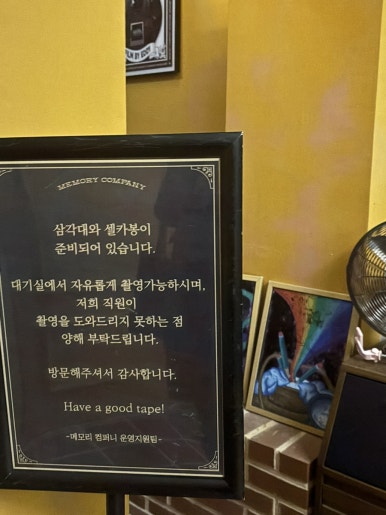 FILM BY EDDY
MEMORY COMPANY
삼각대와 셀카봉이
준비되어 있습니다.
대기실에서 자유롭게 촬영가능하시며,
저희 직원이
촬영을 도와드리지 못하는 점
양해 부탁드립니다.
방문해주셔서 감사합니다.
Have a good tape!
-메모리 컴퍼니 운영지원팀-